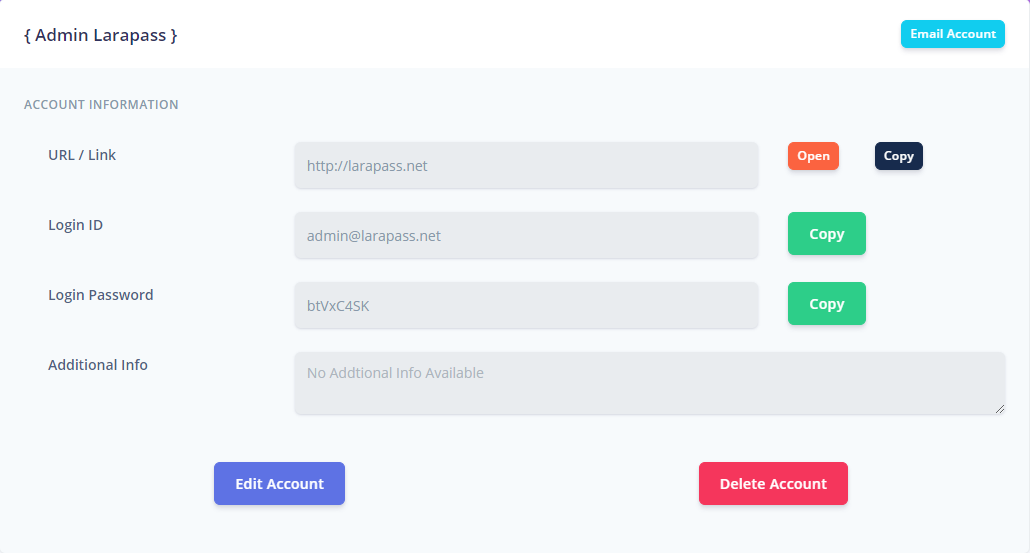 { Admin Larapass }
Email Account
ACCOUNT INFORMATION
URL / Link
http://larapass.net
Open
Copy
Login ID
admin@larapass.net
Copy
Login Password
btVxC4SK
Copy
Additional Info
No Addtional Info Available
Edit Account
Delete Account